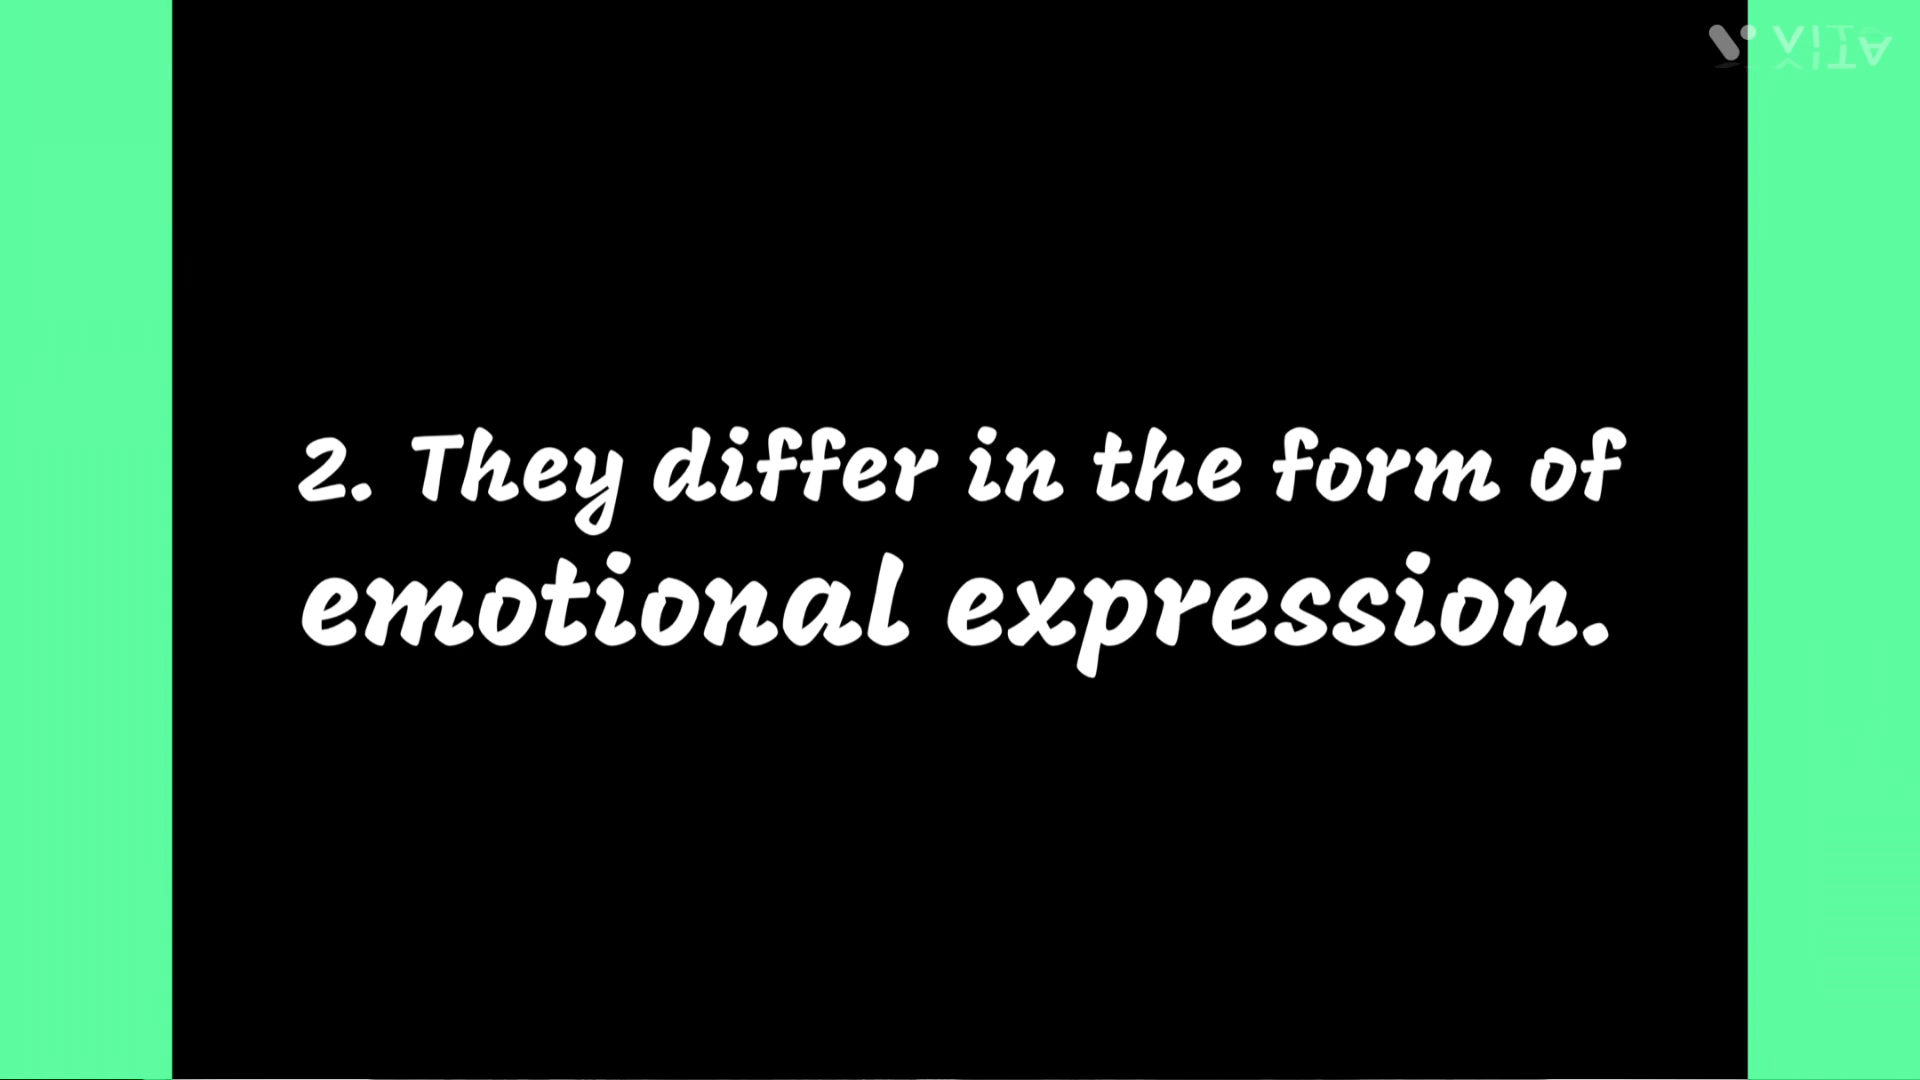 VITA
2. They differ in the form of
emotional expression.